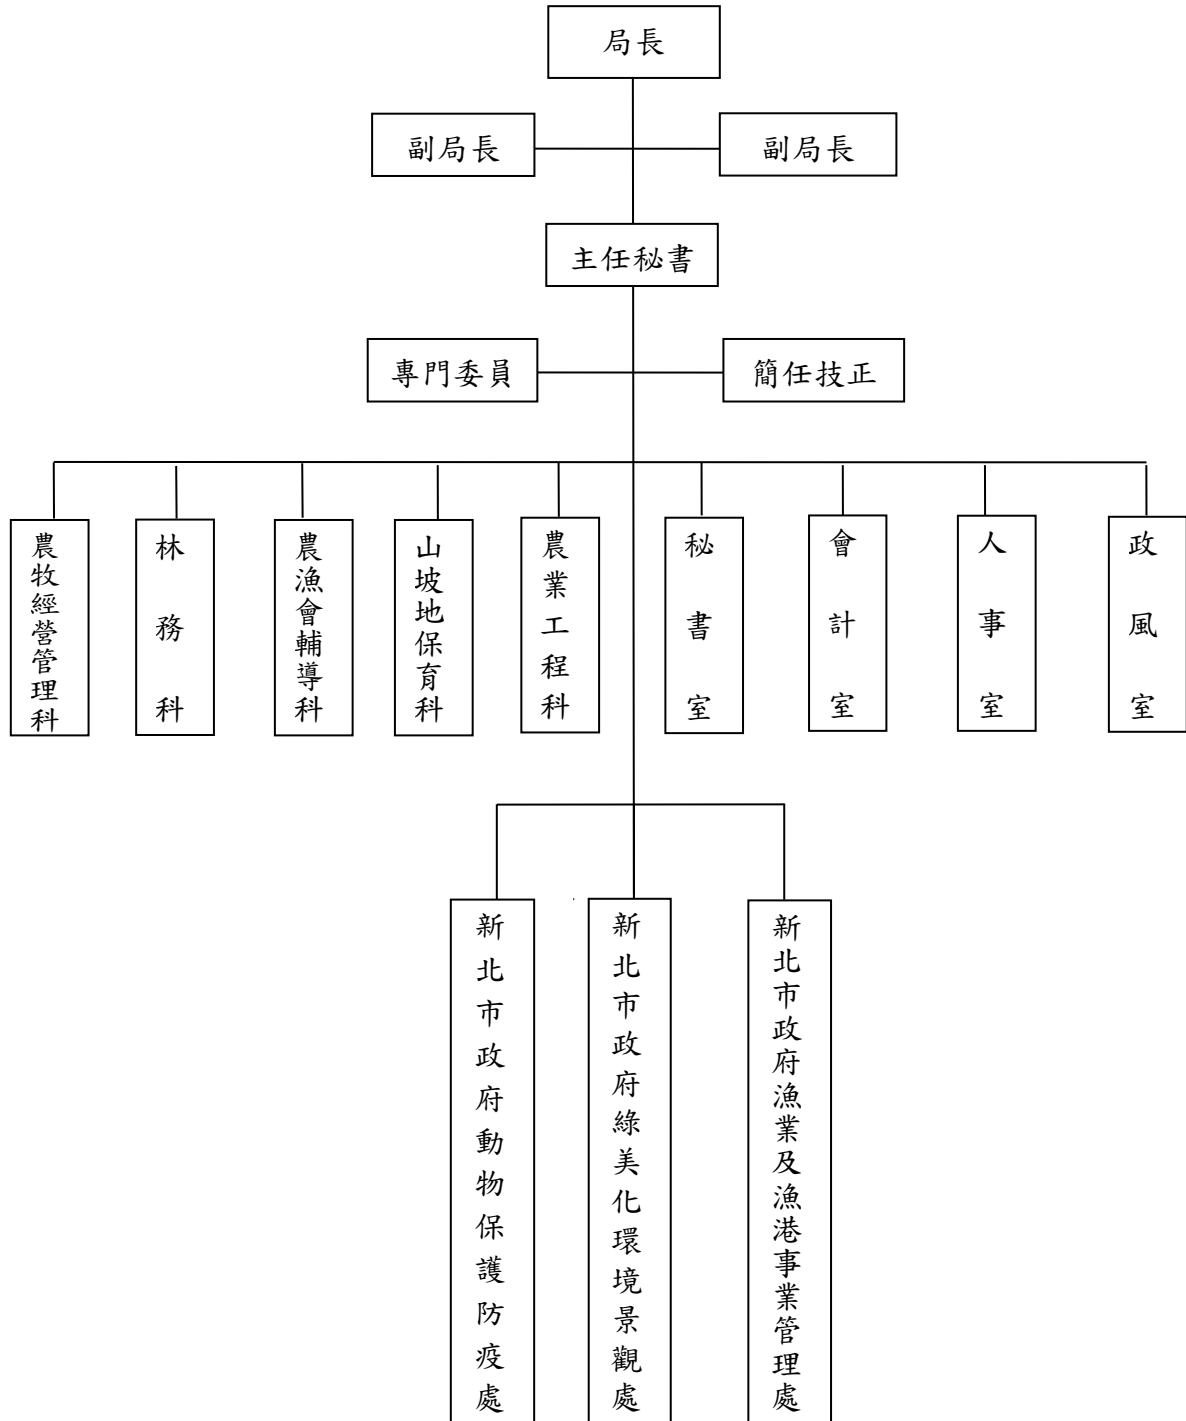 局長
副局長
副局長
主任秘書
專門委員
簡任技正
農牧經營管理科
林務科
農漁會輔導科
山坡地保育科
農業工程科
秘書室
會計室
人事室
政風室
新北市政府動物保護防疫處
新北市政府綠美化環境景觀處
新北市政府漁業及漁港事業管理處